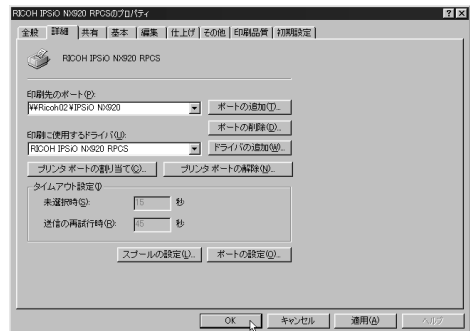 RICOH IPSiO NX920 RPCSのプロパティ
全般 詳細 共有 基本 編集 仕上げ その他 印刷品質 初期設定
RICOH IPSiO NX920 RPCS
印刷先のポート(P):
¥¥Ricoh02¥IPSiO NX920
ポートの追加(T)...
ポートの削除(D)...
印刷に使用するドライバ(U):
RICOH IPSiO NX920 RPCS
ドライバの追加(W)...
プリンタ ポートの割り当て(C)...
プリンタ ポートの解除(N)...
タイムアウト設定
未選択時(S): 15 秒
送信の再試行時(R): 45 秒
スプールの設定(L)...
ポートの設定(O)...
OK
キャンセル
適用(A)
ヘルプ